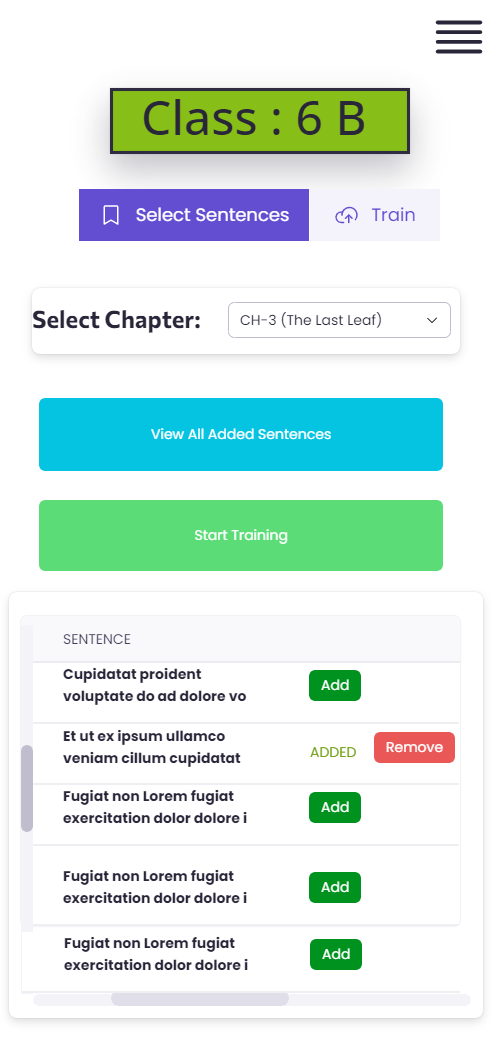 Class : 6 B
Select Sentences
Train
Select Chapter:
CH-3 (The Last Leaf)
View All Added Sentences
Start Training
SENTENCE
Cupidatat proident
voluptate do ad dolore vo
Add
Et ut ex ipsum ullamco
veniam cillum cupidatat
ADDED
Remove
Fugiat non Lorem fugiat
exercitation dolor dolore i
Add
Fugiat non Lorem fugiat
exercitation dolor dolore i
Add
Fugiat non Lorem fugiat
exercitation dolor dolore i
Add